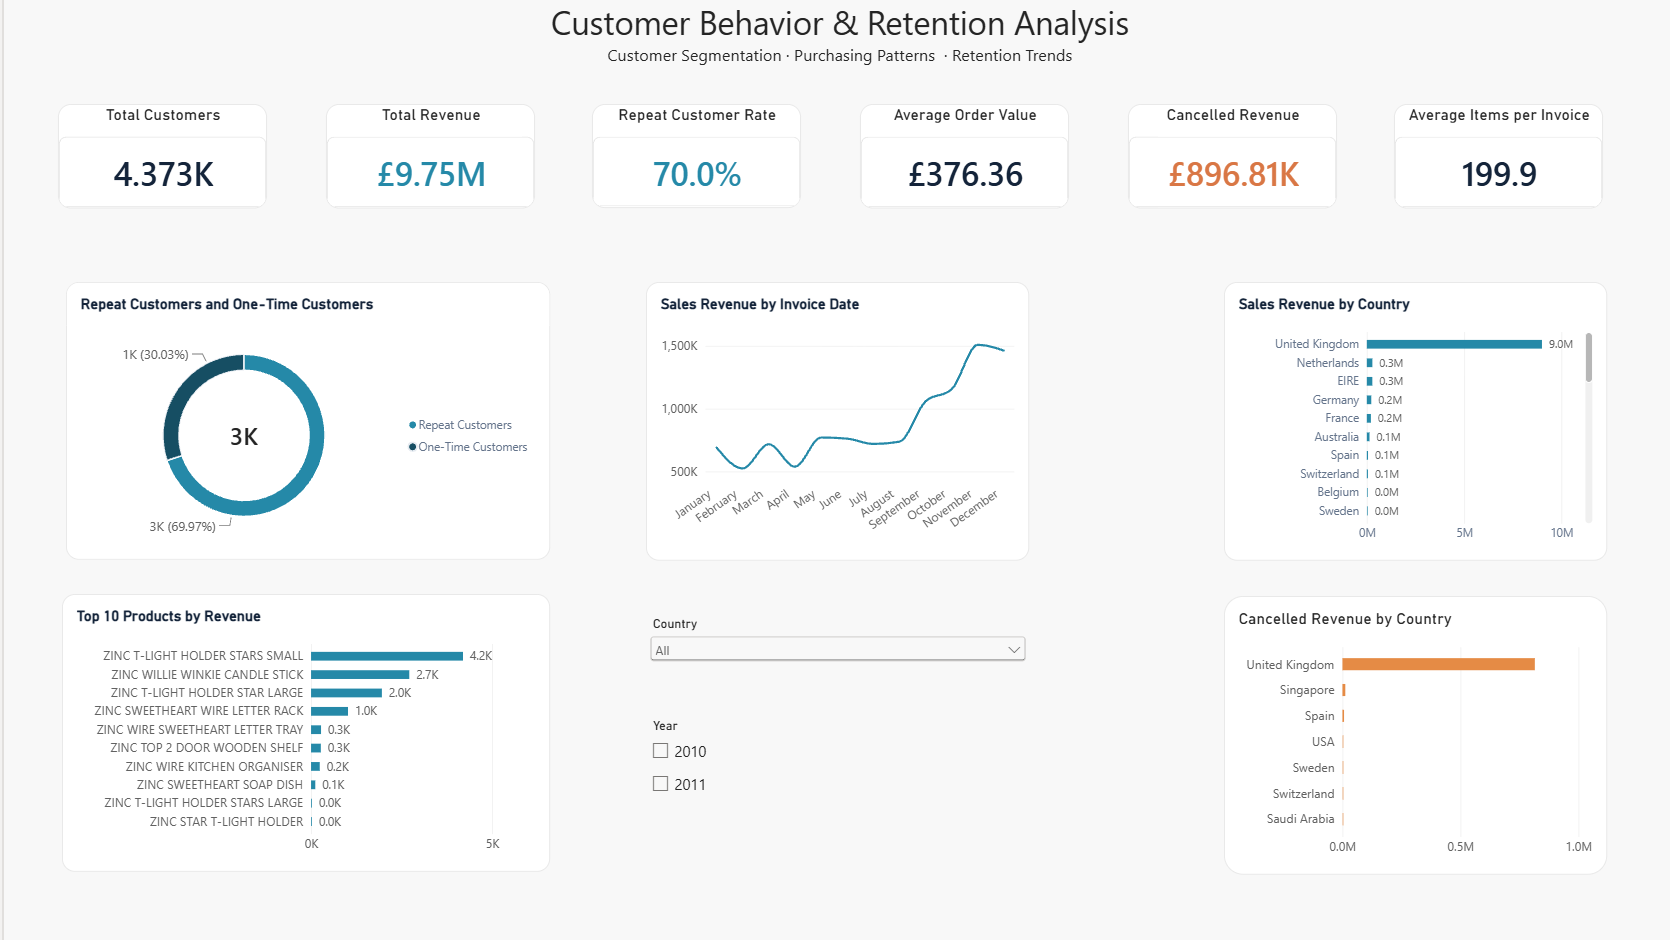 Customer Behavior & Retention Analysis
Customer Segmentation · Purchasing Patterns · Retention Trends
Total Customers
4.373K
Total Revenue
£9.75M
Repeat Customer Rate
70.0%
Average Order Value
£376.36
Cancelled Revenue
£896.81K
Average Items per Invoice
199.9
Repeat Customers and One-Time Customers
1K (30.03%)
3K
3K (69.97%)
Repeat Customers
One-Time Customers
Sales Revenue by Invoice Date
1,500K
1,000K
500K
January
February
March
April
May
June
July
August
September
October
November
December
Sales Revenue by Country
United Kingdom 9.0M
Netherlands 0.3M
EIRE 0.3M
Germany 0.2M
France 0.2M
Australia 0.1M
Spain 0.1M
Switzerland 0.1M
Belgium 0.0M
Sweden 0.0M
0M 5M 10M
Top 10 Products by Revenue
ZINC T-LIGHT HOLDER STARS SMALL 4.2K
ZINC WILLIE WINKIE CANDLE STICK 2.7K
ZINC T-LIGHT HOLDER STAR LARGE 2.0K
ZINC SWEETHEART WIRE LETTER RACK 1.0K
ZINC WIRE SWEETHEART LETTER TRAY 0.3K
ZINC TOP 2 DOOR WOODEN SHELF 0.3K
ZINC WIRE KITCHEN ORGANISER 0.2K
ZINC SWEETHEART SOAP DISH 0.1K
ZINC T-LIGHT HOLDER STARS LARGE 0.0K
ZINC STAR T-LIGHT HOLDER 0.0K
0K 5K
Country
All
Year
2010
2011
Cancelled Revenue by Country
United Kingdom
Singapore
Spain
USA
Sweden
Switzerland
Saudi Arabia
0.0M 0.5M 1.0M